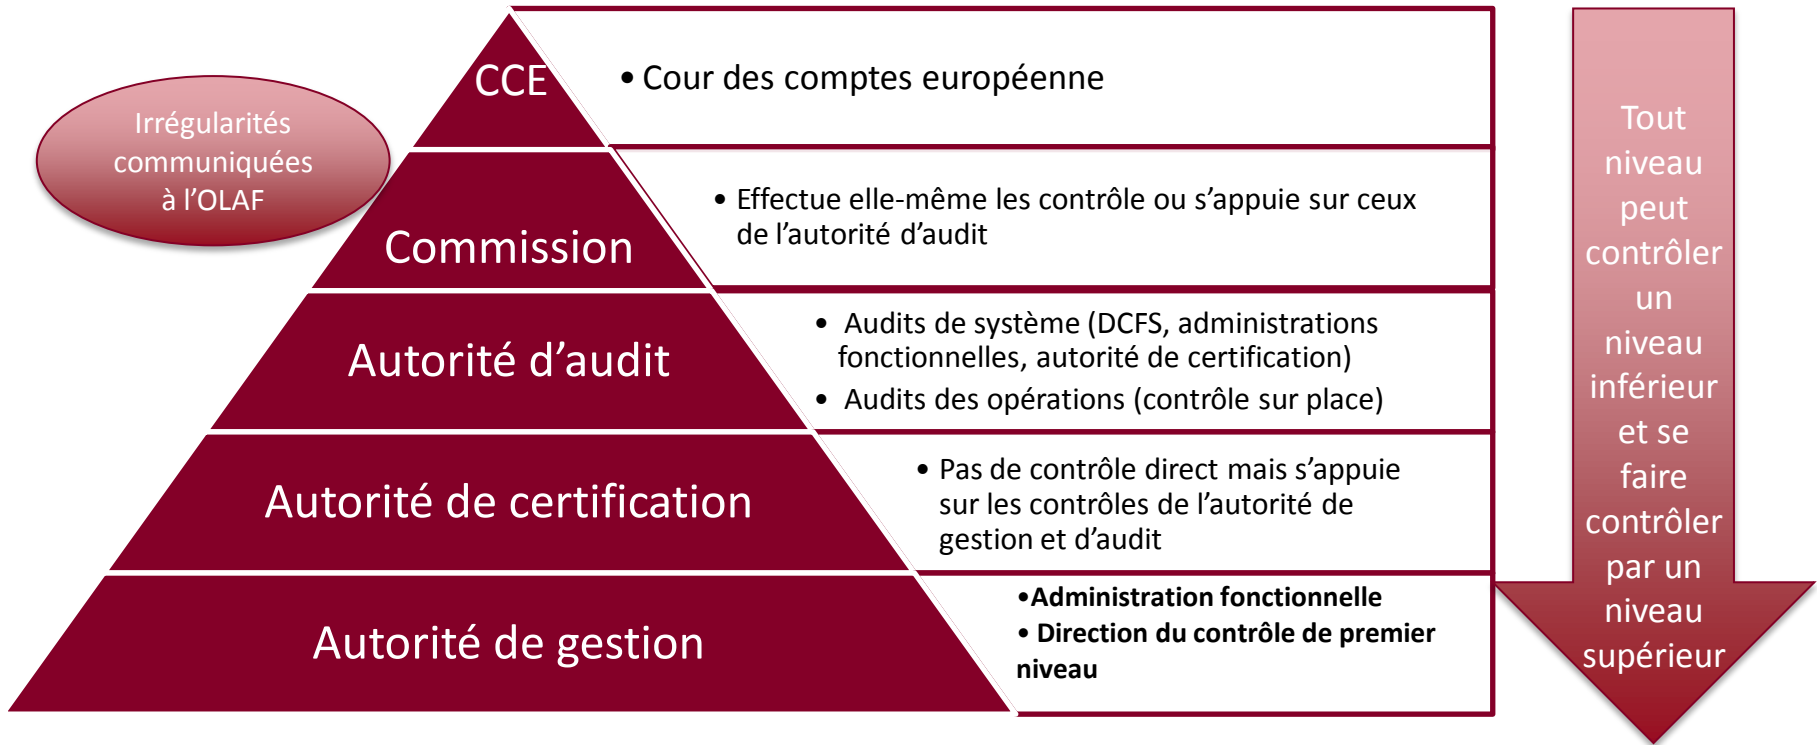 CCE
• Cour des comptes européenne
Irrégularités
communiquées
à l’OLAF
Commission
• Effectue elle-même les contrôle ou s’appuie sur ceux
de l’autorité d’audit
Autorité d’audit
• Audits de système (DCFS, administrations
fonctionnelles, autorité de certification)
• Audits des opérations (contrôle sur place)
Autorité de certification
• Pas de contrôle direct mais s’appuie
sur les contrôles de l’autorité de
gestion et d’audit
Autorité de gestion
•Administration fonctionnelle
• Direction du contrôle de premier
niveau
Tout
niveau
peut
contrôler
un
niveau
inférieur
et se
faire
contrôler
par un
niveau
supérieur